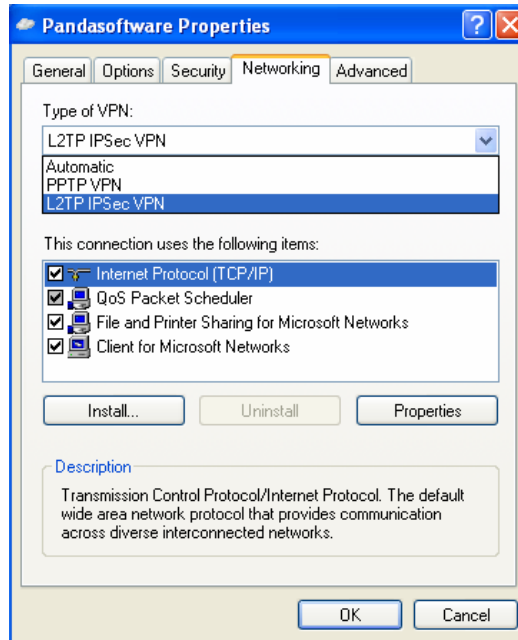 Pandasoftware Properties
General Options Security Networking Advanced
Type of VPN:
L2TP IPSec VPN
Automatic
PPTP VPN
L2TP IPSec VPN
This connection uses the following items:
Internet Protocol (TCP/IP)
QoS Packet Scheduler
File and Printer Sharing for Microsoft Networks
Client for Microsoft Networks
Install... Uninstall Properties
Description
Transmission Control Protocol/Internet Protocol. The default
wide area network protocol that provides communication
across diverse interconnected networks.
OK Cancel